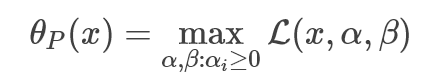 θ_P(x) = max_{α,β:α_i≥0} ℒ(x, α, β)